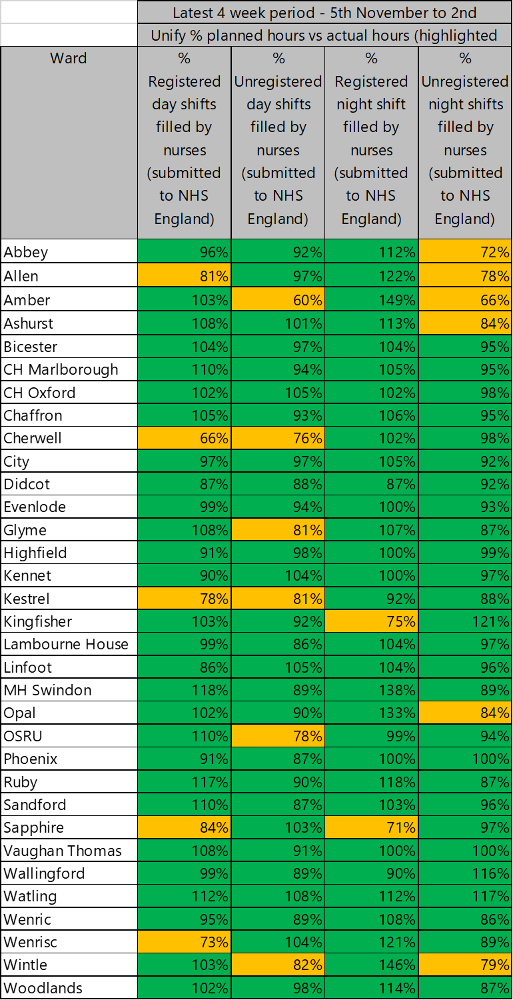 Latest 4 week period - 5th November to 2nd
Unify % planned hours vs actual hours (highlighted
Ward
%
Registered
day shifts
filled by
nurses
(submitted
to NHS
England)
%
Unregistered
day shifts
filled by
nurses
(submitted
to NHS
England)
%
Registered
night shift
filled by
nurses
(submitted
to NHS
England)
%
Unregistered
night shifts
filled by
nurses
(submitted
to NHS
England)
Abbey 96% 92% 112% 72%
Allen 81% 97% 122% 78%
Amber 103% 60% 149% 66%
Ashurst 108% 101% 113% 84%
Bicester 104% 97% 104% 95%
CH Marlborough 110% 94% 105% 95%
CH Oxford 102% 105% 102% 98%
Chaffron 105% 93% 106% 95%
Cherwell 66% 76% 102% 98%
City 97% 97% 105% 92%
Didcot 87% 88% 87% 92%
Evenlode 99% 94% 100% 93%
Glyme 108% 81% 107% 87%
Highfield 91% 98% 100% 99%
Kennet 90% 104% 100% 97%
Kestrel 78% 81% 92% 88%
Kingfisher 103% 92% 75% 121%
Lambourne House 99% 86% 104% 97%
Linfoot 86% 105% 104% 96%
MH Swindon 118% 89% 138% 89%
Opal 102% 90% 133% 84%
OSRU 110% 78% 99% 94%
Phoenix 91% 87% 100% 100%
Ruby 117% 90% 118% 87%
Sandford 110% 87% 103% 96%
Sapphire 84% 103% 71% 97%
Vaughan Thomas 108% 91% 100% 100%
Wallingford 99% 89% 90% 116%
Watling 112% 108% 112% 117%
Wenric 95% 89% 108% 86%
Wenrisc 73% 104% 121% 89%
Wintle 103% 82% 146% 79%
Woodlands 102% 98% 114% 87%